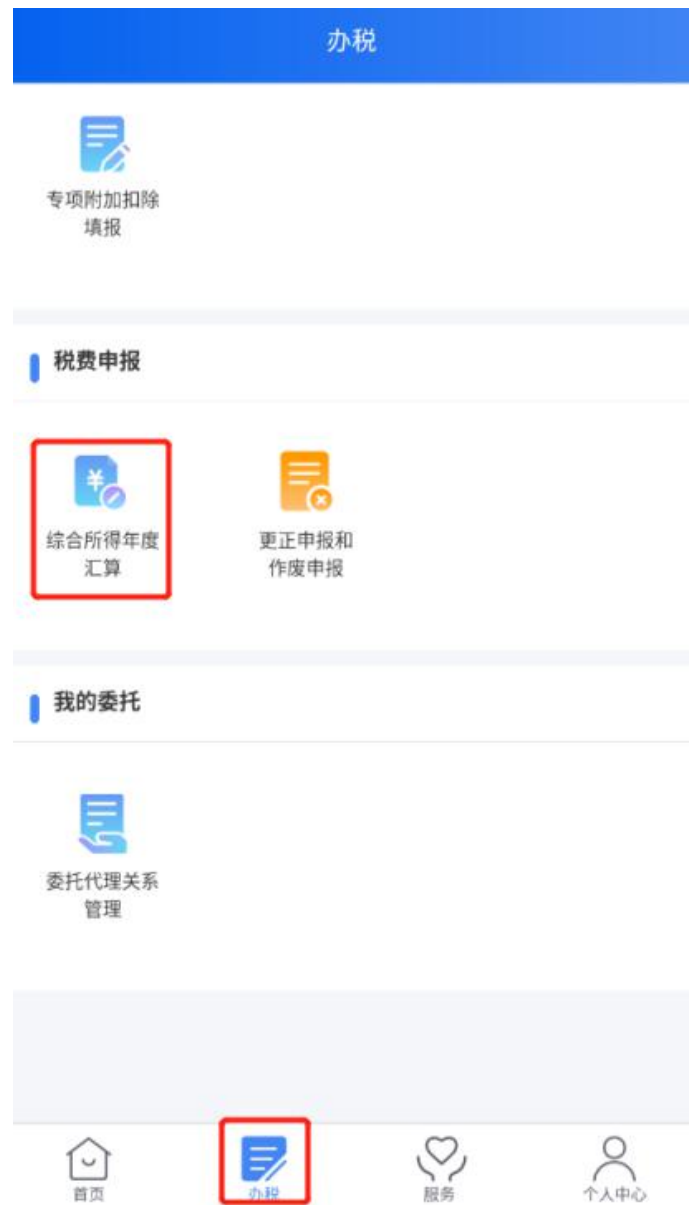 办税
专项附加扣除
填报
税费申报
综合所得年度
汇算
更正申报和
作废申报
我的委托
委托代理关系
管理
首页
办税
服务
个人中心